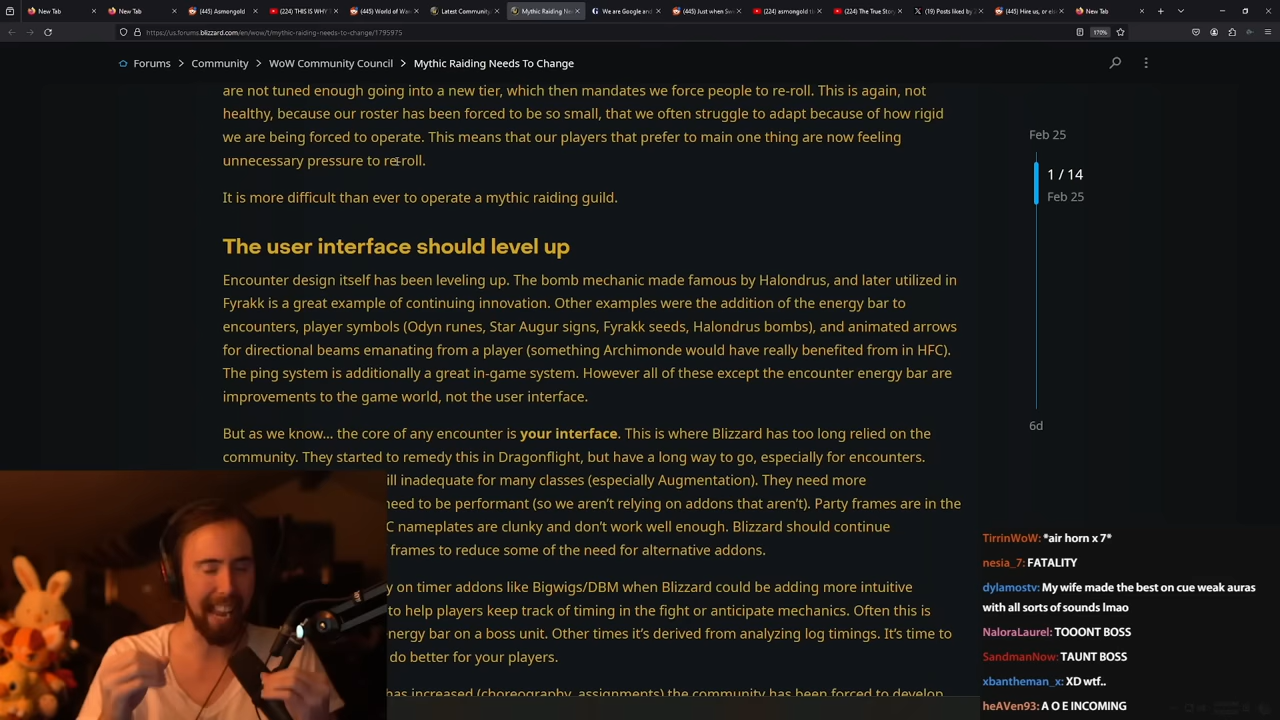 New Tab
New Tab
(445) Asmongold
(224) THIS IS WHY
(445) World of Wa
Latest Community
Mythic Raiding Ne
We are Google and
(445) Just when Sw
(224) asmongold t
(224) The True Sto
(19) Posts liked by
(445) Hire us, or el
New Tab
https://us.forums.blizzard.com/en/wow/t/mythic-raiding-needs-to-change/1795975
170%
Forums > Community > WoW Community Council > Mythic Raiding Needs To Change
are not tuned enough going into a new tier, which then mandates we force people to re-roll. This is again, not
healthy, because our roster has been forced to be so small, that we often struggle to adapt because of how rigid
we are being forced to operate. This means that our players that prefer to main one thing are now feeling
unnecessary pressure to re-roll.
It is more difficult than ever to operate a mythic raiding guild.
The user interface should level up
Encounter design itself has been leveling up. The bomb mechanic made famous by Halondrus, and later utilized in
Fyrakk is a great example of continuing innovation. Other examples were the addition of the energy bar to
encounters, player symbols (Odyn runes, Star Augur signs, Fyrakk seeds, Halondrus bombs), and animated arrows
for directional beams emanating from a player (something Archimonde would have really benefited from in HFC).
The ping system is additionally a great in-game system. However all of these except the encounter energy bar are
improvements to the game world, not the user interface.
But as we know... the core of any encounter is your interface. This is where Blizzard has too long relied on the
community. They started to remedy this in Dragonflight, but have a long way to go, especially for encounters.
ill inadequate for many classes (especially Augmentation). They need more
need to be performant (so we aren't relying on addons that aren't). Party frames are in the
C nameplates are clunky and don't work well enough. Blizzard should continue
frames to reduce some of the need for alternative addons.
y on timer addons like Bigwigs/DBM when Blizzard could be adding more intuitive
to help players keep track of timing in the fight or anticipate mechanics. Often this is
nergy bar on a boss unit. Other times it's derived from analyzing log timings. It's time to
do better for your players.
has increased (choreography, assignments) the community has been forced to develop
Feb 25
1 / 14
Feb 25
6d
TirrinWoW: *air horn x 7*
nesia_7: FATALITY
dylamostv: My wife made the best on cue weak auras
with all sorts of sounds lmao
NaloraLaurel: TOOONT BOSS
SandmanNow: TAUNT BOSS
xbantheman_x: XD wtf..
heAVen93: A O E INCOMING